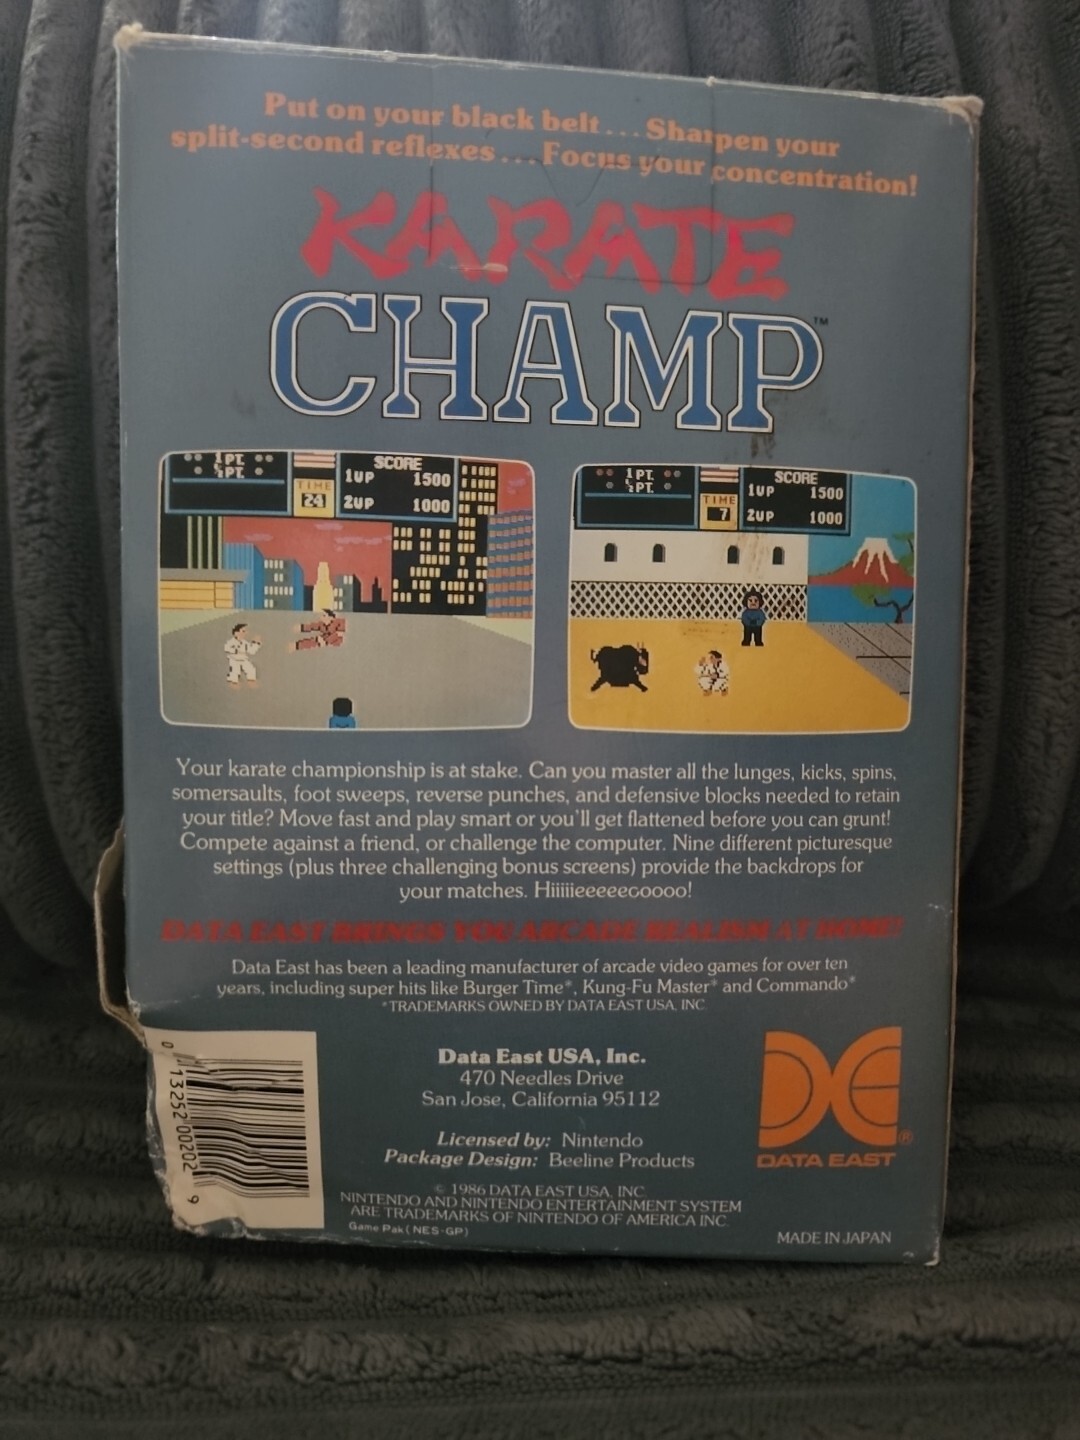 Put on your black belt... Sharpen your
split-second reflexes... Focus your concentration!
KARATE
CHAMP™
1 PT.
½ PT.
TIME
24
SCORE
1UP 1500
2UP 1000
1 PT.
½ PT.
TIME
7
SCORE
1UP 1500
2UP 1000
Your karate championship is at stake. Can you master all the lunges, kicks, spins,
somersaults, foot sweeps, reverse punches, and defensive blocks needed to retain
your title? Move fast and play smart or you'll get flattened before you can grunt!
Compete against a friend, or challenge the computer. Nine different picturesque
settings (plus three challenging bonus screens) provide the backdrops for
your matches. Hiiiiieeeeeooooo!
DATA EAST BRINGS YOU ARCADE REALISM AT HOME!
Data East has been a leading manufacturer of arcade video games for over ten
years, including super hits like Burger Time*, Kung-Fu Master* and Commando*
*TRADEMARKS OWNED BY DATA EAST USA, INC.
Data East USA, Inc.
470 Needles Drive
San Jose, California 95112
Licensed by: Nintendo
Package Design: Beeline Products
© 1986 DATA EAST USA, INC.
NINTENDO AND NINTENDO ENTERTAINMENT SYSTEM
ARE TRADEMARKS OF NINTENDO OF AMERICA INC.
Game Pak (NES-GP)
0 13252 00202 9
DATA EAST®
MADE IN JAPAN